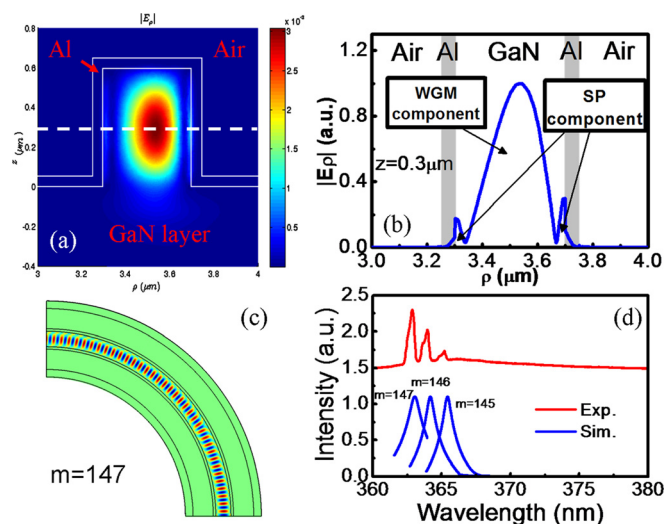 |Eρ|
x 10⁻⁸
Al
Air
GaN layer
(a)
0.8
0.6
0.4
0.2
0
-0.2
-0.4
3
3.2
3.4
3.6
3.8
4
ρ (μm)
3
2.5
2
1.5
1
0.5
0
Air Al GaN Al Air
WGM
component
SP
component
z=0.3μm
(b)
|Eρ| (a.u.)
1.2
0.8
0.4
0.0
3.0 3.2 3.4 3.6 3.8 4.0
ρ (μm)
(c)
m=147
(d)
Intensity (a.u.)
2.5
2.0
1.5
1.0
0.5
0.0
m=147
m=146
m=145
Exp.
Sim.
360 365 370 375 380
Wavelength (nm)